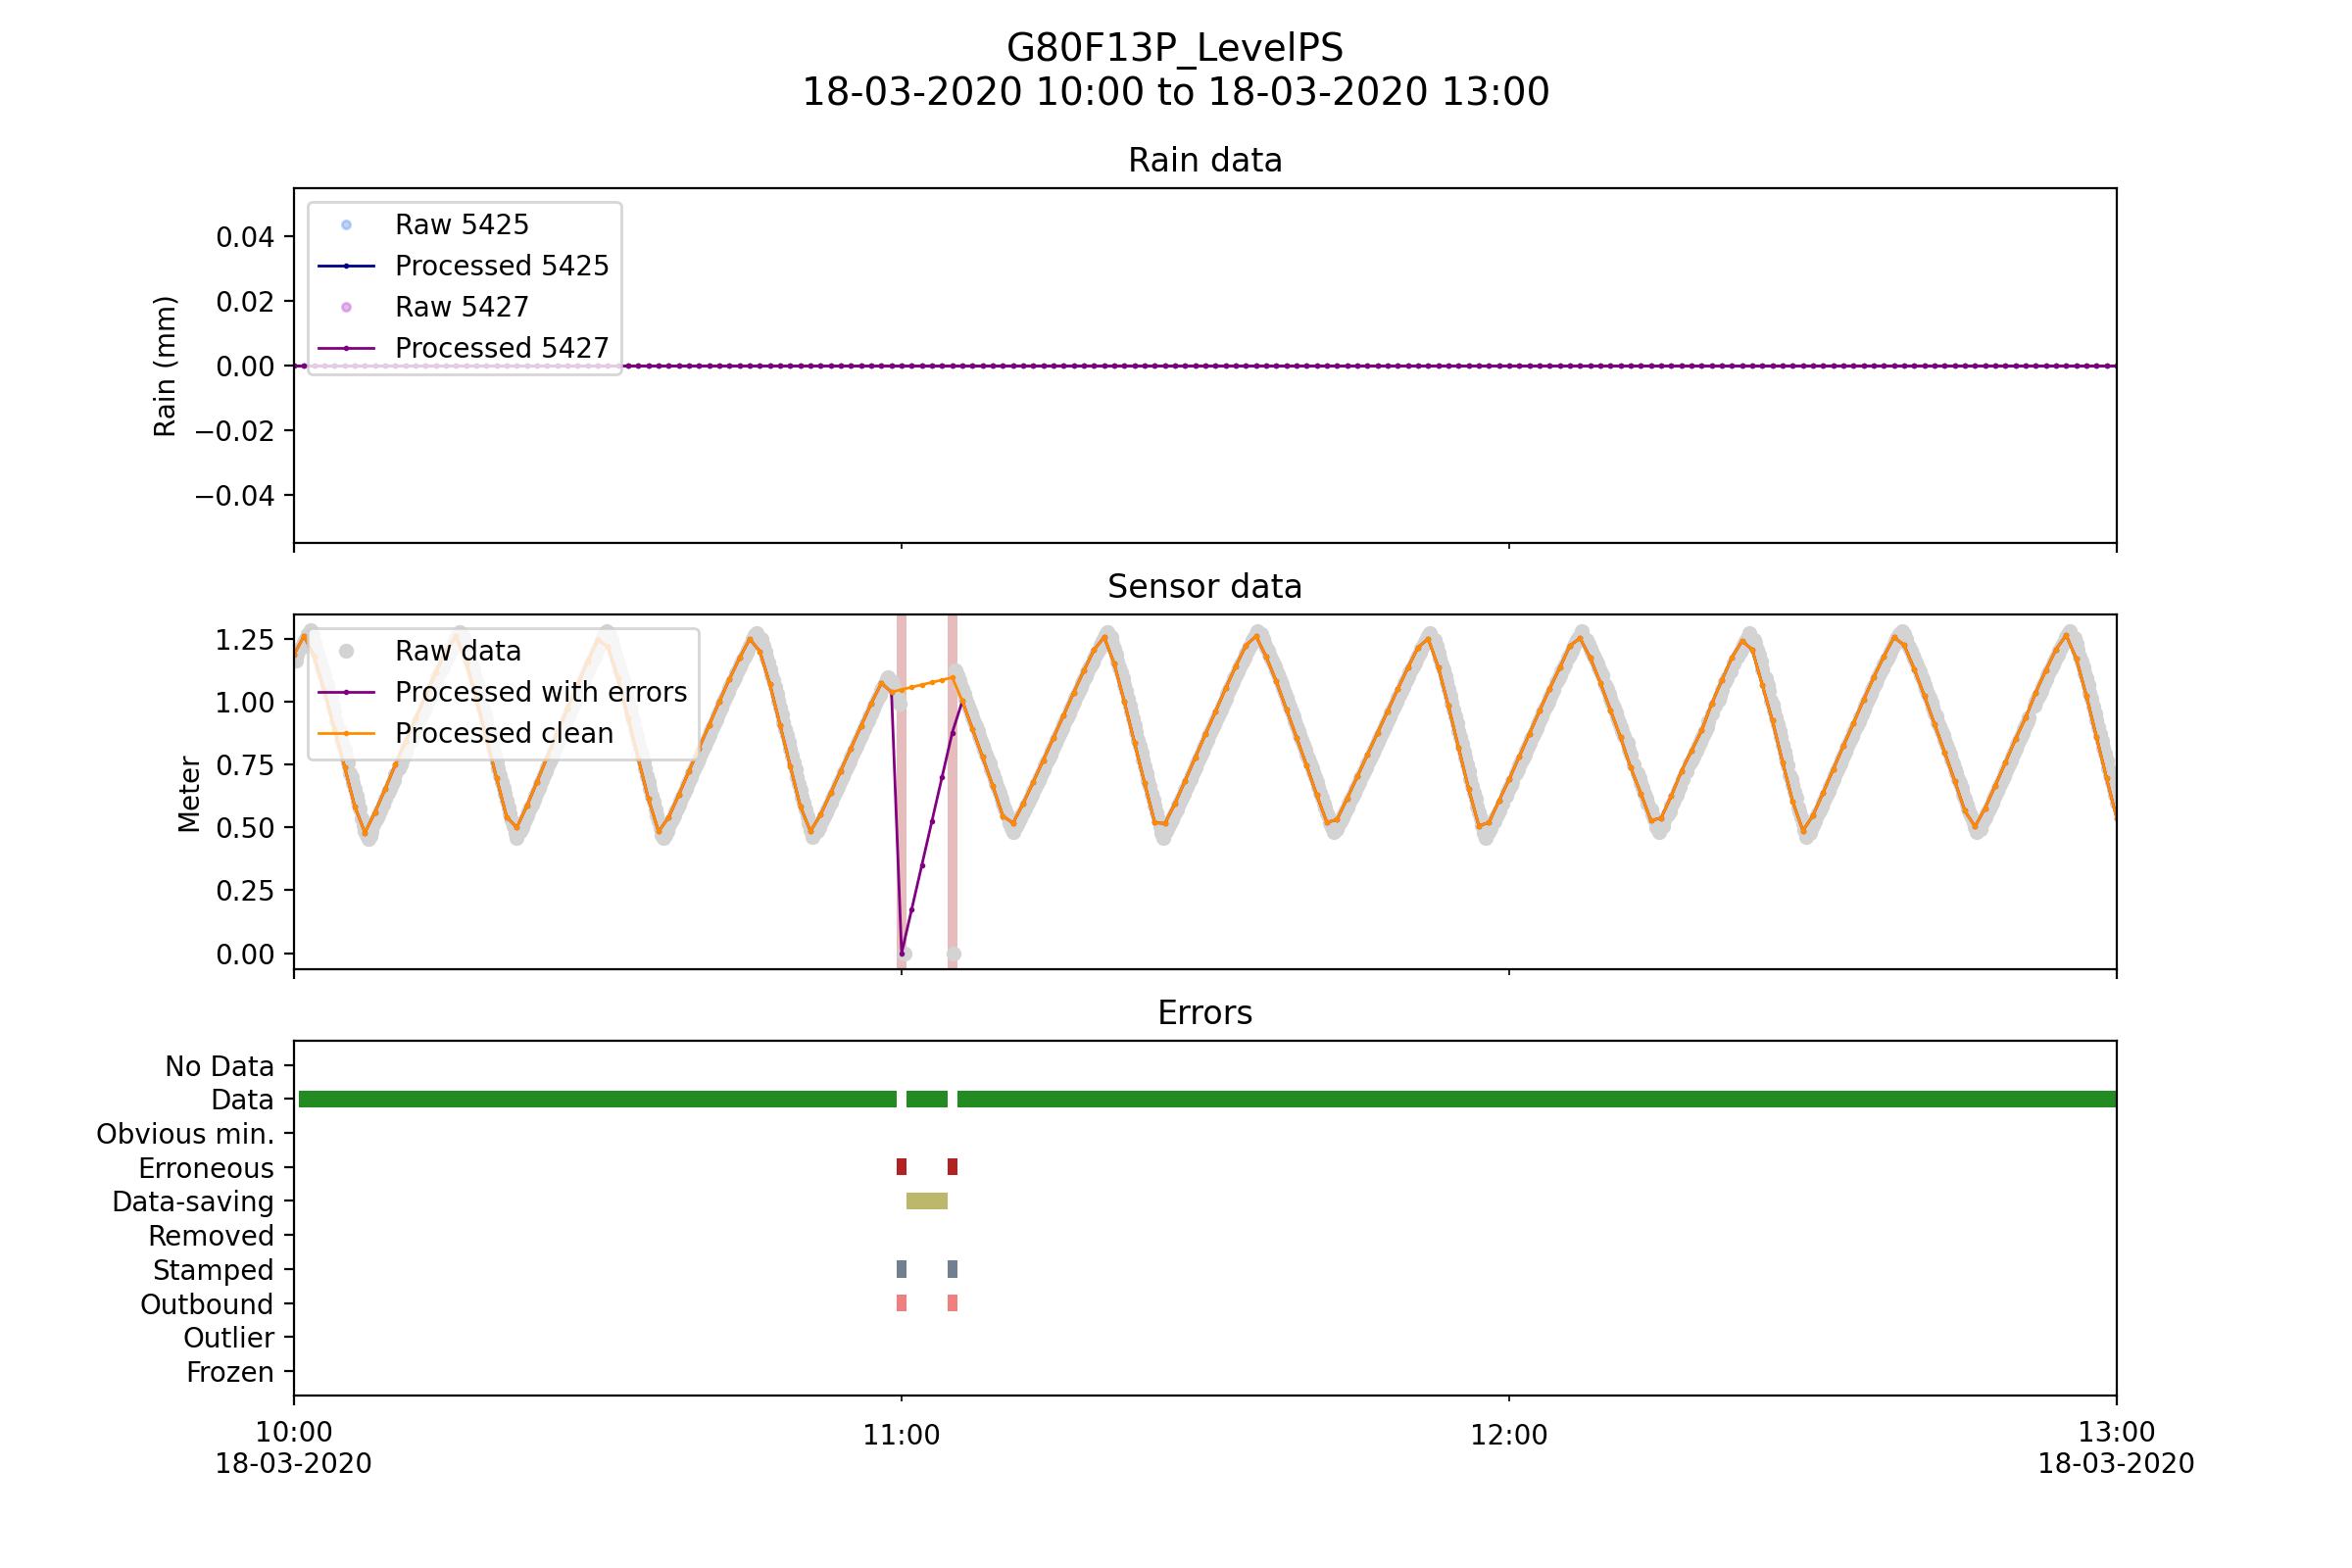 G80F13P_LevelPS
18-03-2020 10:00 to 18-03-2020 13:00
Rain data
Rain (mm)
0.04
0.02
0.00
−0.02
−0.04
Raw 5425
Processed 5425
Raw 5427
Processed 5427
Sensor data
Meter
1.25
1.00
0.75
0.50
0.25
0.00
Raw data
Processed with errors
Processed clean
Errors
No Data
Data
Obvious min.
Erroneous
Data-saving
Removed
Stamped
Outbound
Outlier
Frozen
10:00
18-03-2020
11:00
12:00
13:00
18-03-2020